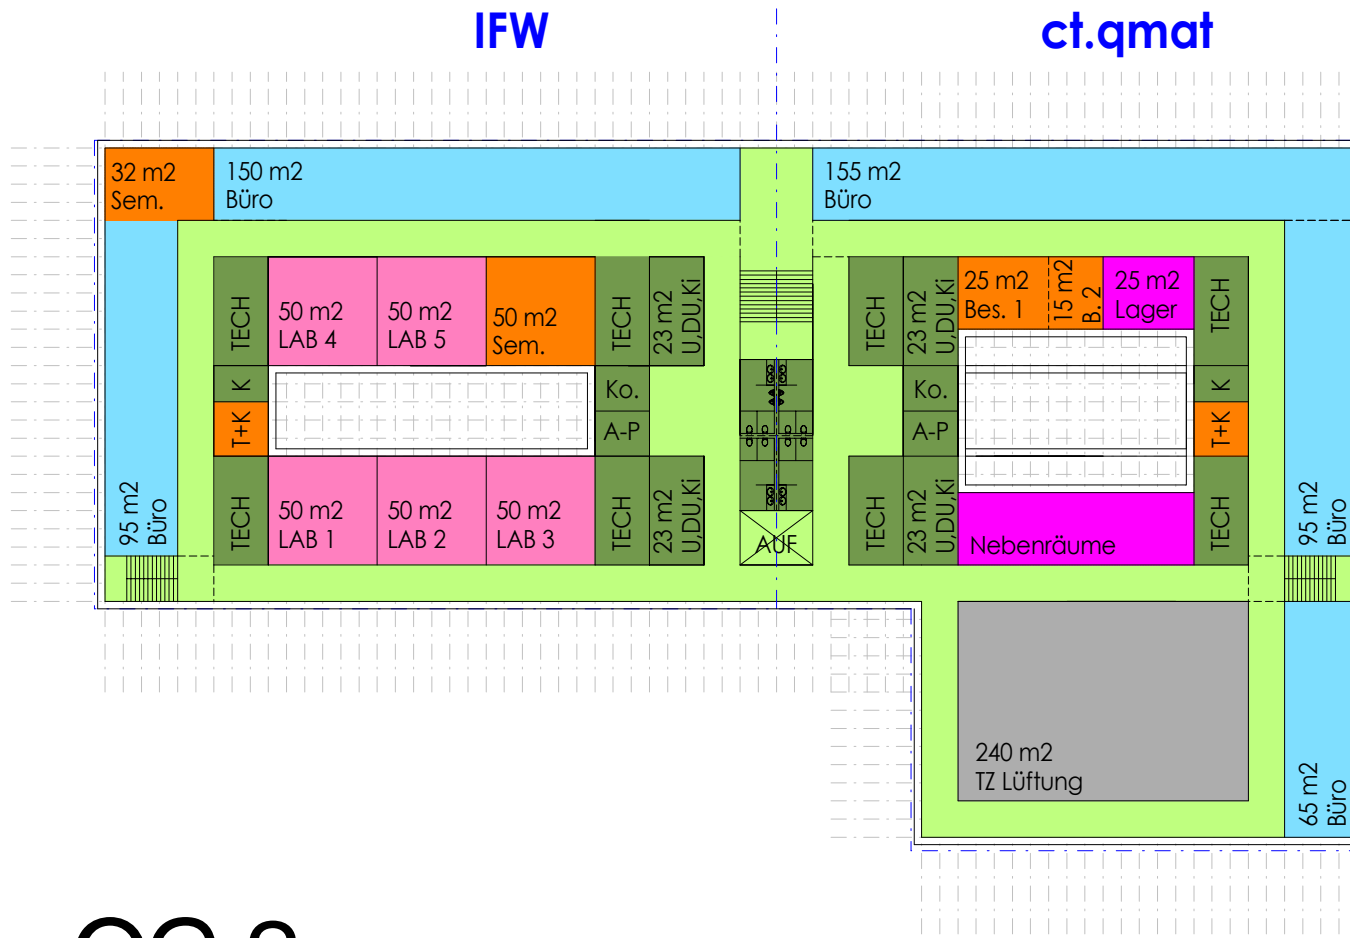 IFW
ct.qmat
32 m2
Sem.
150 m2
Büro
155 m2
Büro
TECH
50 m2
LAB 4
50 m2
LAB 5
50 m2
Sem.
TECH
23 m2
U,DU,Ki
TECH
23 m2
U,DU,Ki
25 m2
Bes. 1
15 m2
B. 2
25 m2
Lager
TECH
K
Ko.
Ko.
K
T+K
A-P
A-P
T+K
95 m2
Büro
TECH
50 m2
LAB 1
50 m2
LAB 2
50 m2
LAB 3
TECH
23 m2
U,DU,Ki
AUF
TECH
23 m2
U,DU,Ki
Nebenräume
TECH
95 m2
Büro
240 m2
TZ Lüftung
65 m2
Büro